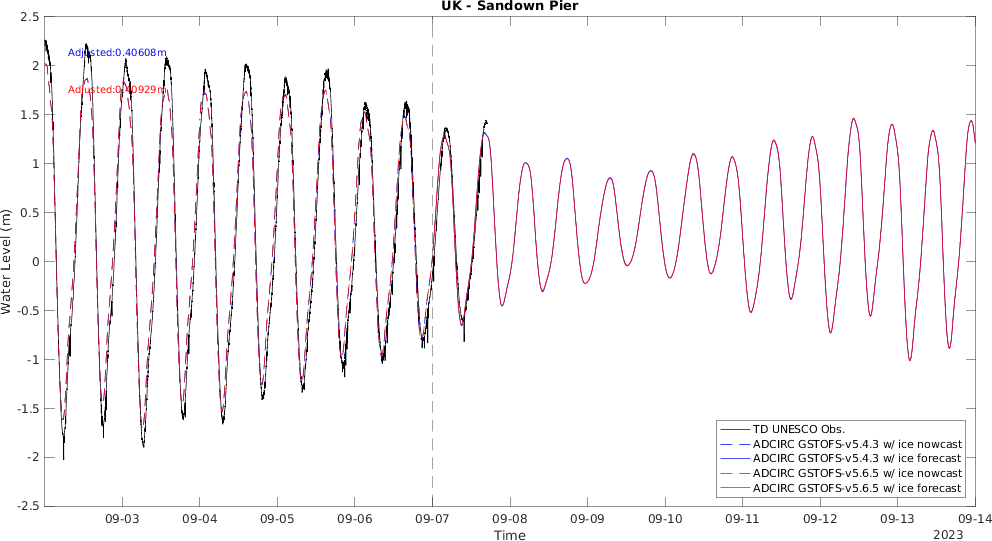 UK - Sandown Pier
2.5
2
1.5
1
0.5
0
-0.5
-1
-1.5
-2
-2.5
Water Level (m)
Adjusted:0.40608m
Adjusted:0.40929m
TD UNESCO Obs.
ADCIRC GSTOFS-v5.4.3 w/ ice nowcast
ADCIRC GSTOFS-v5.4.3 w/ ice forecast
ADCIRC GSTOFS-v5.6.5 w/ ice nowcast
ADCIRC GSTOFS-v5.6.5 w/ ice forecast
09-03 09-04 09-05 09-06 09-07 09-08 09-09 09-10 09-11 09-12 09-13 09-14
Time
2023